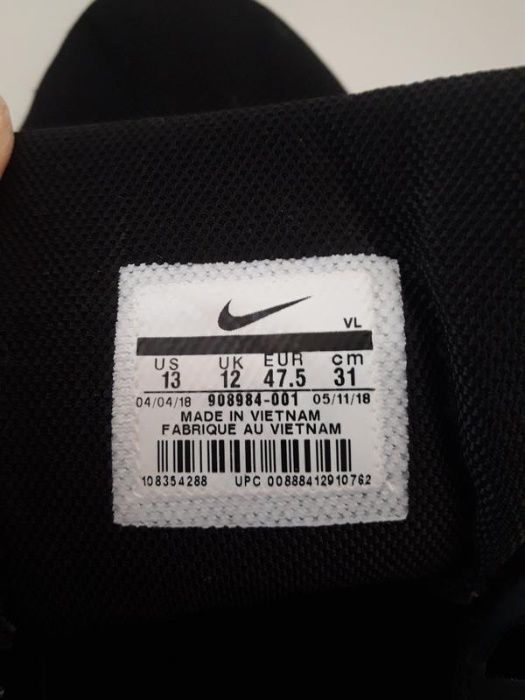 VL
US UK EUR cm
13 12 47.5 31
04/04/18 908984-001 05/11/18
MADE IN VIETNAM
FABRIQUE AU VIETNAM
108354288 UPC 00888412910762